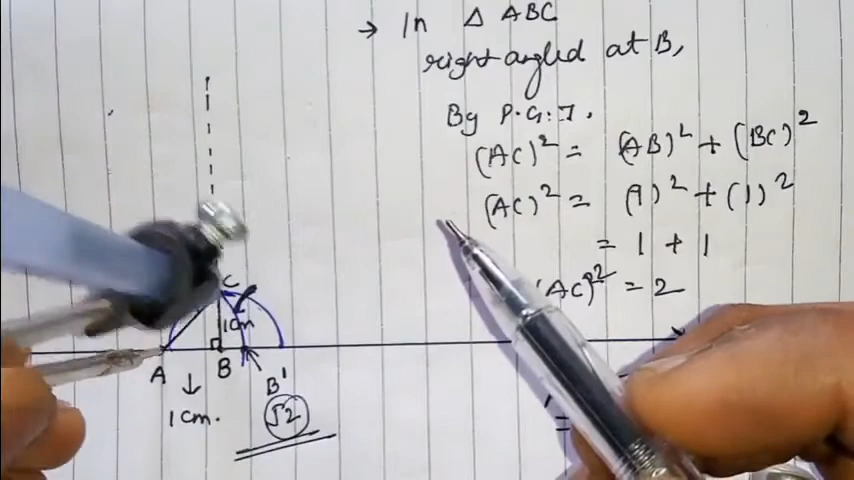 → In Δ ABC
right angled at B,
By P.G.T.
(AC)² = (AB)² + (BC)²
(AC)² = (1)² + (1)²
= 1 + 1
(AC)² = 2
=
C
1cm
A
B
B'
↓
1cm.
√2